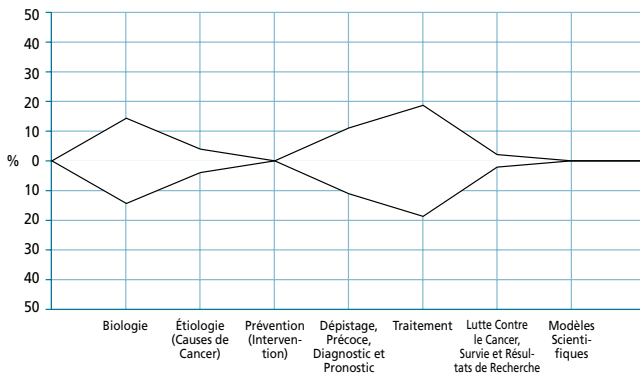 50
40
30
20
10
% 0
10
20
30
40
50
Biologie
Étiologie
(Causes de
Cancer)
Prévention
(Interven-
tion)
Dépistage,
Précoce,
Diagnostic et
Pronostic
Traitement
Lutte Contre
le Cancer,
Survie et Résul-
tats de Recherche
Modèles
Scienti-
fiques